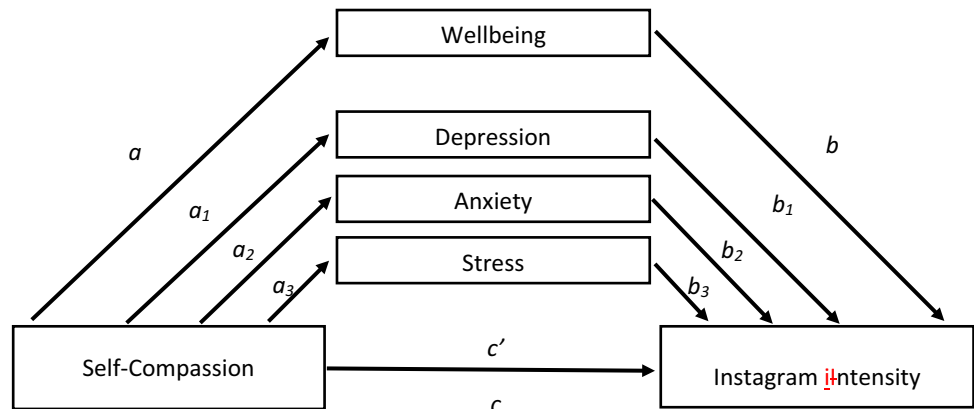 Wellbeing
a
b
Depression
a1
b1
Anxiety
a2
b2
Stress
a3
b3
Self-Compassion
c’
Instagram iIntensity
c